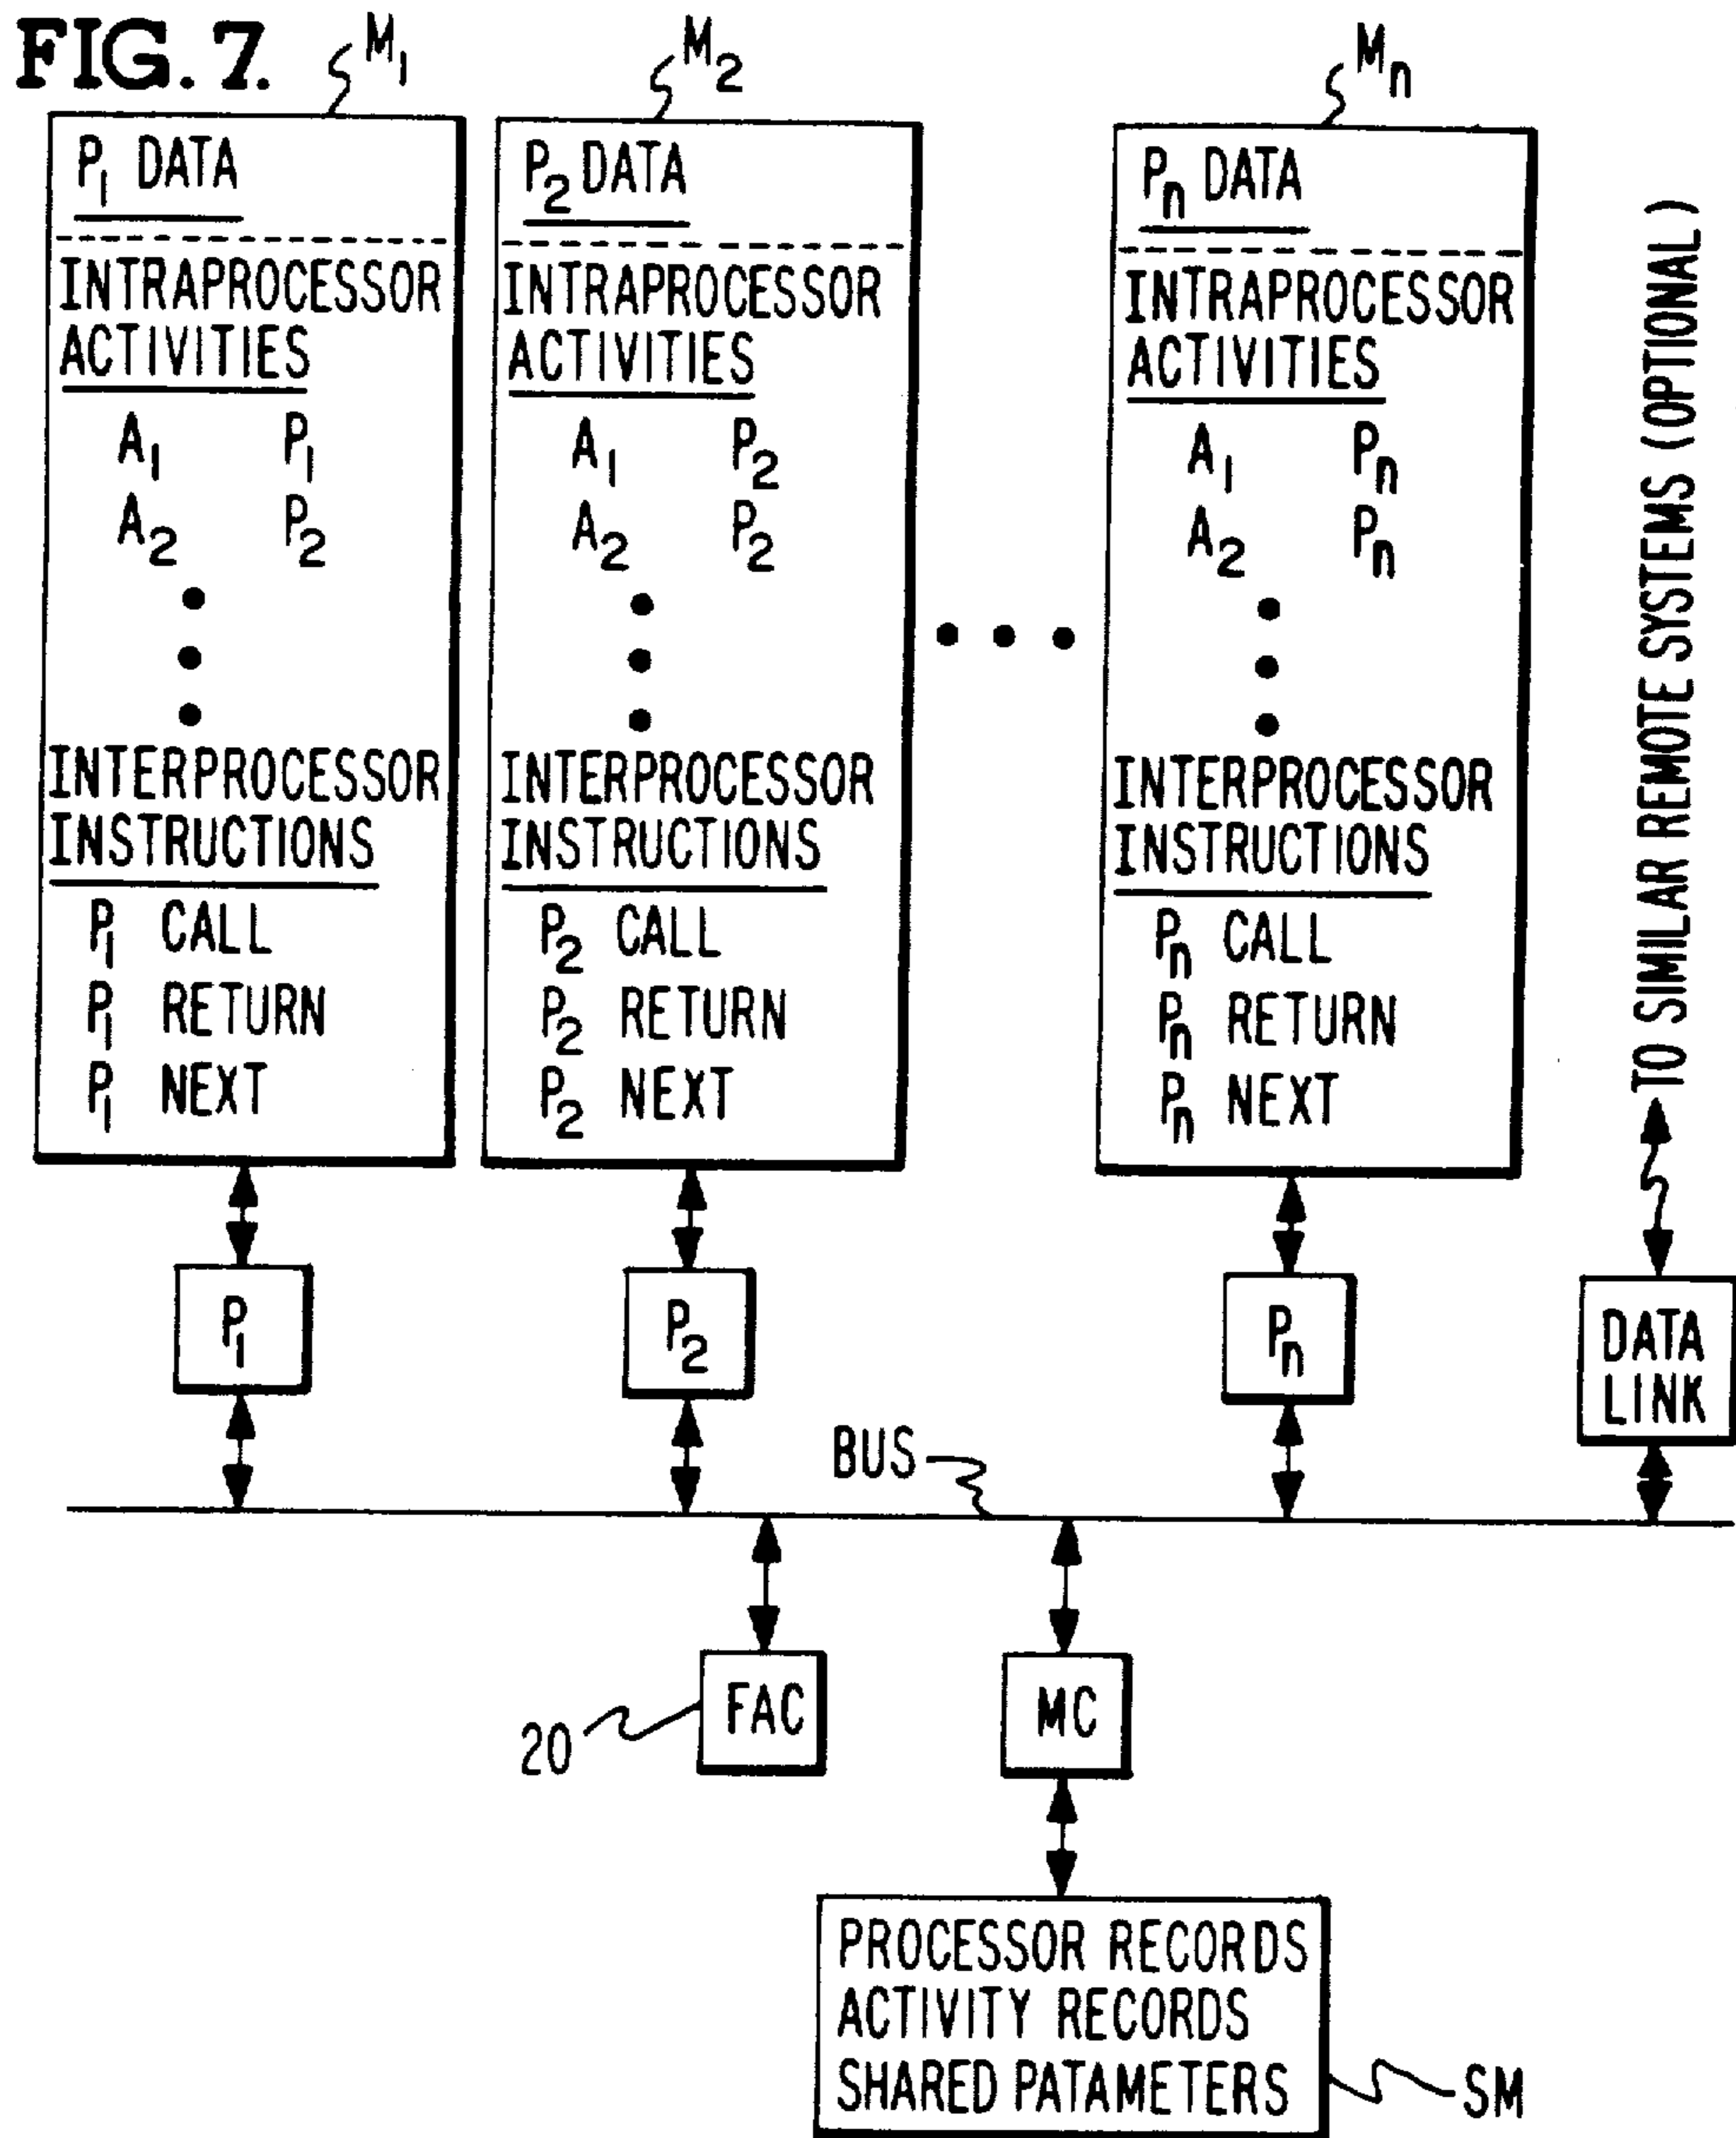 FIG. 7.
M1
M2
Mn
P1 DATA
INTRAPROCESSOR
ACTIVITIES
A1 P1
A2 P2
INTERPROCESSOR
INSTRUCTIONS
P1 CALL
P1 RETURN
P1 NEXT
P2 DATA
INTRAPROCESSOR
ACTIVITIES
A1 P2
A2 P2
INTERPROCESSOR
INSTRUCTIONS
P2 CALL
P2 RETURN
P2 NEXT
Pn DATA
INTRAPROCESSOR
ACTIVITIES
A1 Pn
A2 Pn
INTERPROCESSOR
INSTRUCTIONS
Pn CALL
Pn RETURN
Pn NEXT
TO SIMILAR REMOTE SYSTEMS (OPTIONAL)
P1
P2
Pn
DATA
LINK
BUS
20
FAC
MC
PROCESSOR RECORDS
ACTIVITY RECORDS
SHARED PATAMETERS
SM